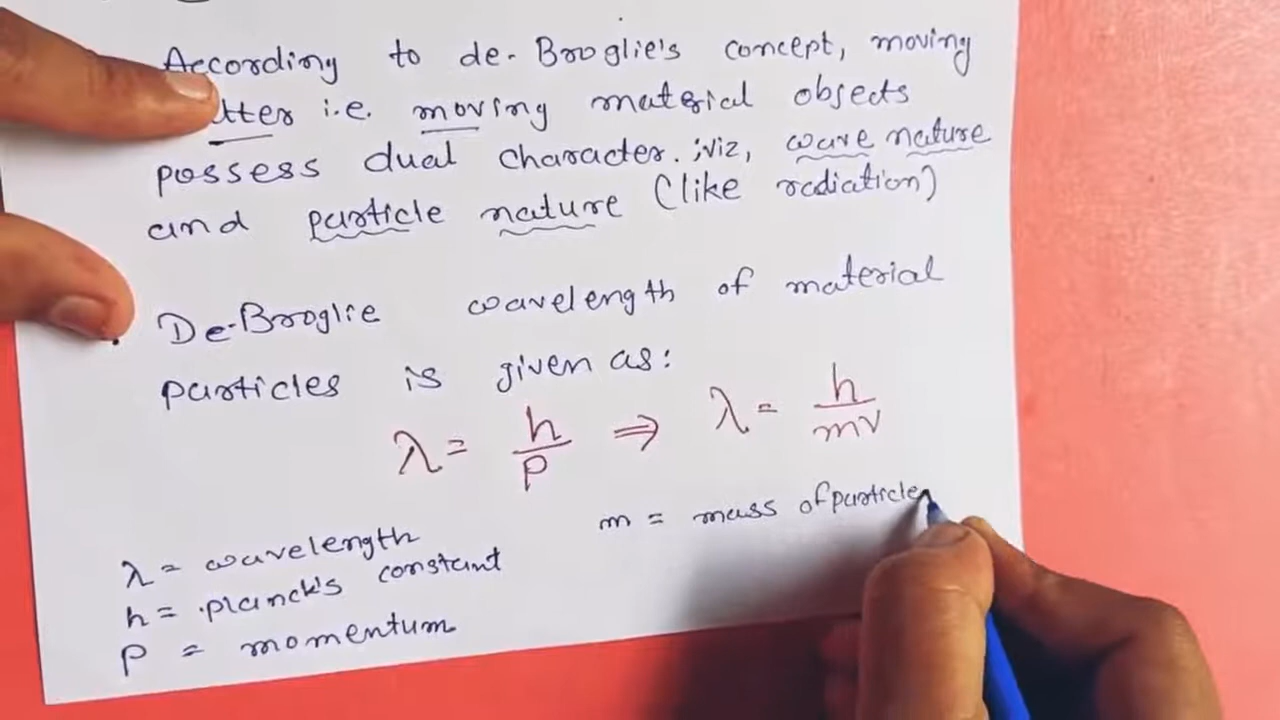 According to de-Broglie's concept, moving
tter i.e. moving material objects
possess dual character. ;viz, wave nature
and particle nature (like radiation)
De-Broglie wavelength of material
particles is given as:
λ = h/P ⇒ λ = h/mv
m = mass of particle
λ = wavelength
h = planck's constant
P = momentum